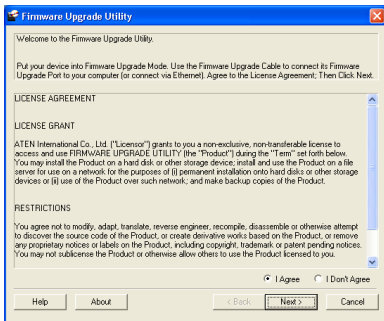 Firmware Upgrade Utility
Welcome to the Firmware Upgrade Utility.
Put your device into Firmware Upgrade Mode. Use the Firmware Upgrade Cable to connect its Firmware
Upgrade Port to your computer (or connect via Ethernet). Agree to the License Agreement; Then Click Next.
LICENSE AGREEMENT
LICENSE GRANT
ATEN International Co., Ltd. ("Licensor") grants to you a non-exclusive, non-transferable license to
access and use FIRMWARE UPGRADE UTILITY (the "Product") during the "Term" set forth below.
You may install the Product on a hard disk or other storage device; install and use the Product on a file
server for use on a network for the purposes of (i) permanent installation onto hard disks or other storage
devices or (ii) use of the Product over such network; and make backup copies of the Product.
RESTRICTIONS
You agree not to modify, adapt, translate, reverse engineer, recompile, disassemble or otherwise attempt
to discover the source code of the Product, or create derivative works based on the Product, or remove
any proprietary notices or labels on the Product, including copyright, trademark or patent pending notices.
You may not sublicense the Product or otherwise allow others to use the Product licensed to you.
I Agree I Don't Agree
Help About < Back Next > Cancel